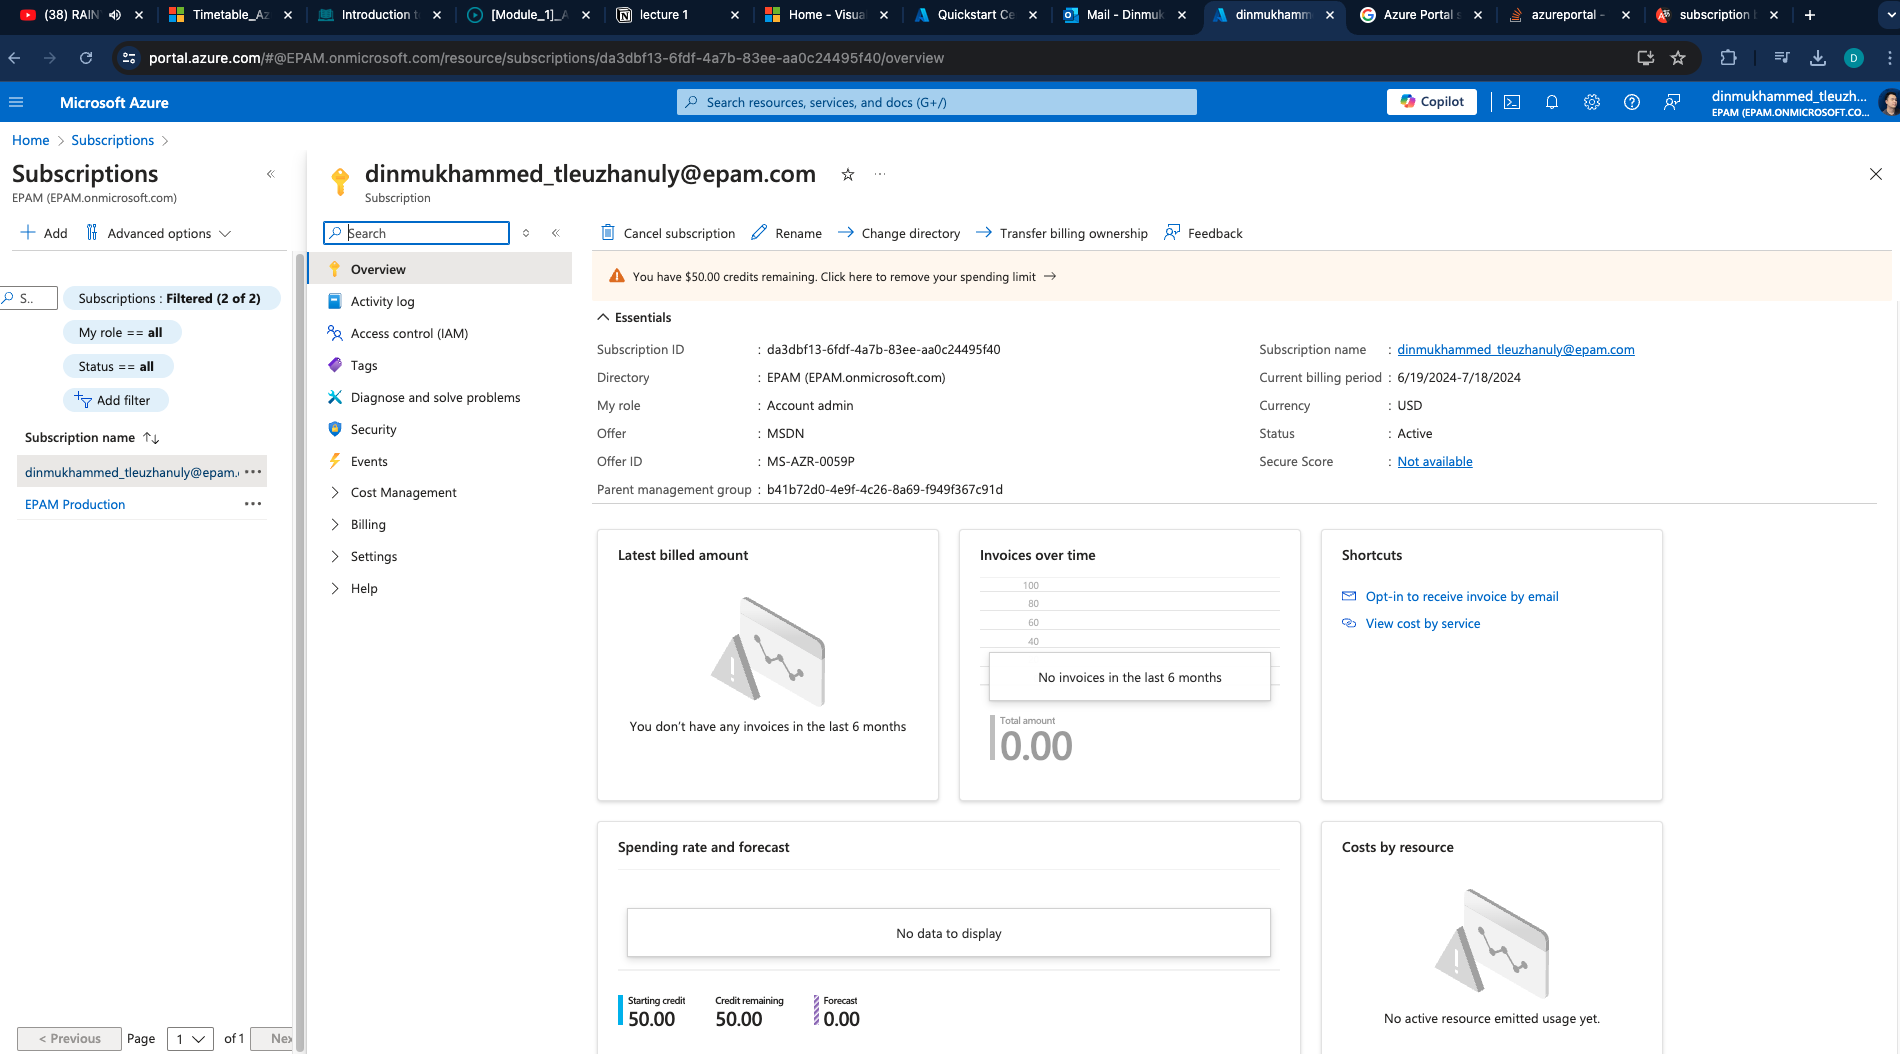 (38) RAIN
Timetable_Az
Introduction t
[Module_1]_A
lecture 1
Home - Visua
Quickstart Ce
Mail - Dinmuk
dinmukhamm
Azure Portal s
azureportal -
subscription b
portal.azure.com/#@EPAM.onmicrosoft.com/resource/subscriptions/da3dbf13-6fdf-4a7b-83ee-aa0c24495f40/overview
D
Microsoft Azure
Search resources, services, and docs (G+/)
Copilot
dinmukhammed_tleuzh...
EPAM (EPAM.ONMICROSOFT.CO...
Home > Subscriptions >
Subscriptions
EPAM (EPAM.onmicrosoft.com)
Add
Advanced options
S..
Subscriptions : Filtered (2 of 2)
My role == all
Status == all
Add filter
Subscription name
dinmukhammed_tleuzhanuly@epam. ...
EPAM Production ...
< Previous
Page
1
of 1
Nex
dinmukhammed_tleuzhanuly@epam.com
Subscription
Search
Overview
Activity log
Access control (IAM)
Tags
Diagnose and solve problems
Security
Events
Cost Management
Billing
Settings
Help
Cancel subscription
Rename
Change directory
Transfer billing ownership
Feedback
You have $50.00 credits remaining. Click here to remove your spending limit →
Essentials
Subscription ID : da3dbf13-6fdf-4a7b-83ee-aa0c24495f40
Directory : EPAM (EPAM.onmicrosoft.com)
My role : Account admin
Offer : MSDN
Offer ID : MS-AZR-0059P
Parent management group : b41b72d0-4e9f-4c26-8a69-f949f367c91d
Subscription name : dinmukhammed_tleuzhanuly@epam.com
Current billing period : 6/19/2024-7/18/2024
Currency : USD
Status : Active
Secure Score : Not available
Latest billed amount
You don't have any invoices in the last 6 months
Invoices over time
100
80
60
40
No invoices in the last 6 months
Total amount
0.00
Shortcuts
Opt-in to receive invoice by email
View cost by service
Spending rate and forecast
No data to display
Starting credit
50.00
Credit remaining
50.00
Forecast
0.00
Costs by resource
No active resource emitted usage yet.